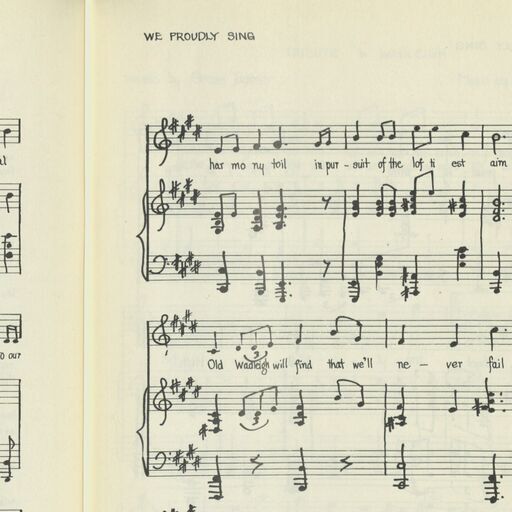 WE PROUDLY SING
har mo ny toil in pur - suit of the lof ti est aim
o our
3
Old Wadleigh will find that we'll ne - ver fail
3